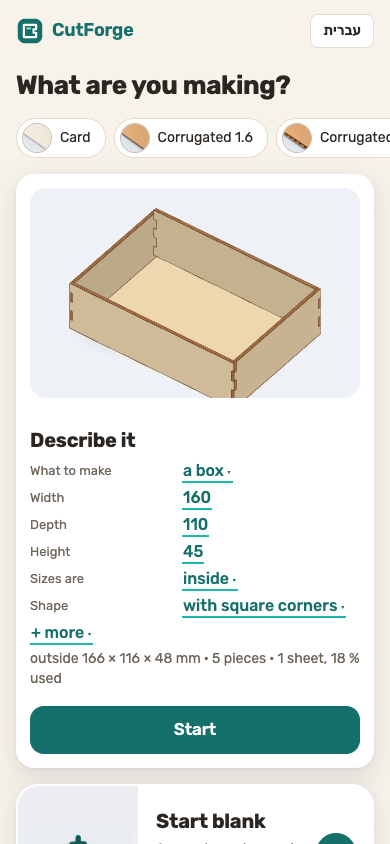 CutForge
עברית
What are you making?
Card
Corrugated 1.6
Corrugated
Describe it
What to make
a box
Width
160
Depth
110
Height
45
Sizes are
inside
Shape
with square corners
+ more
outside 166 × 116 × 48 mm • 5 pieces • 1 sheet, 18 %
used
Start
Start blank